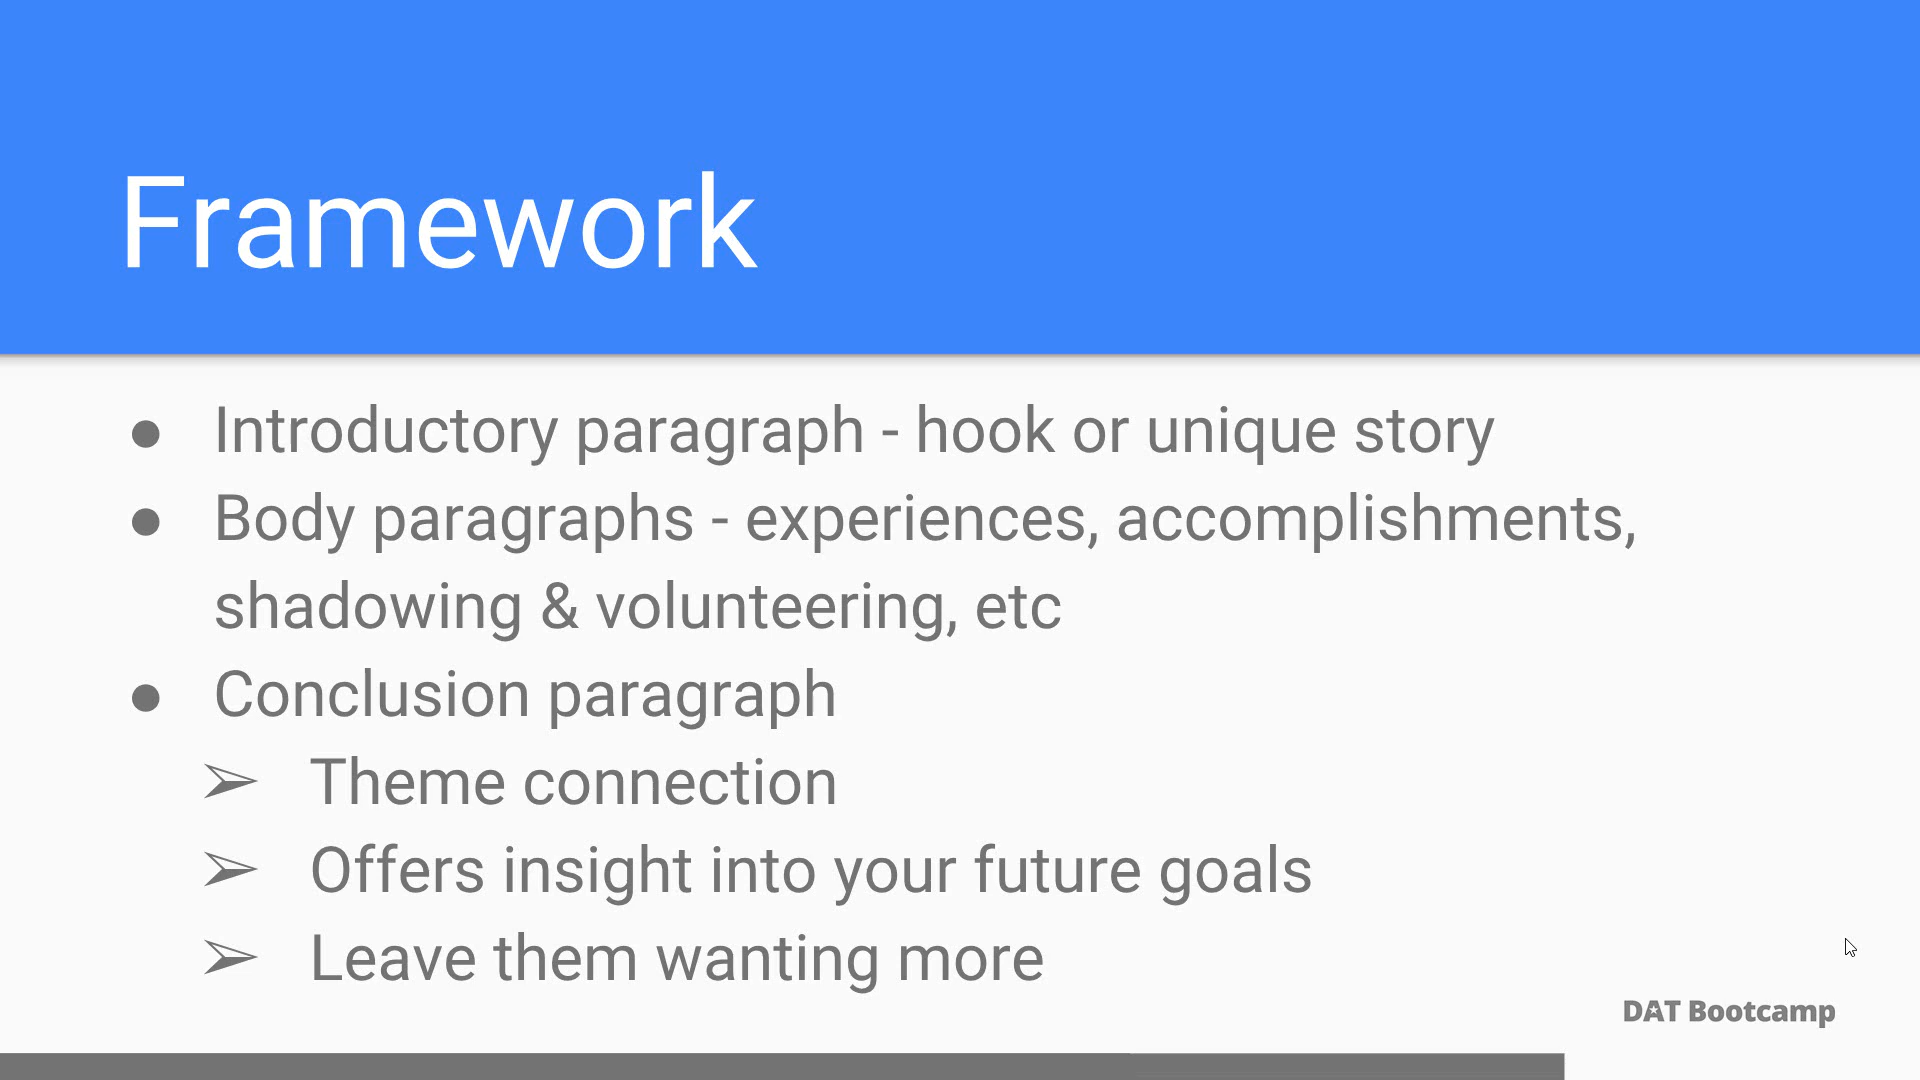 Framework
● Introductory paragraph - hook or unique story
● Body paragraphs - experiences, accomplishments,
shadowing & volunteering, etc
● Conclusion paragraph
➢ Theme connection
➢ Offers insight into your future goals
➢ Leave them wanting more
DAT Bootcamp